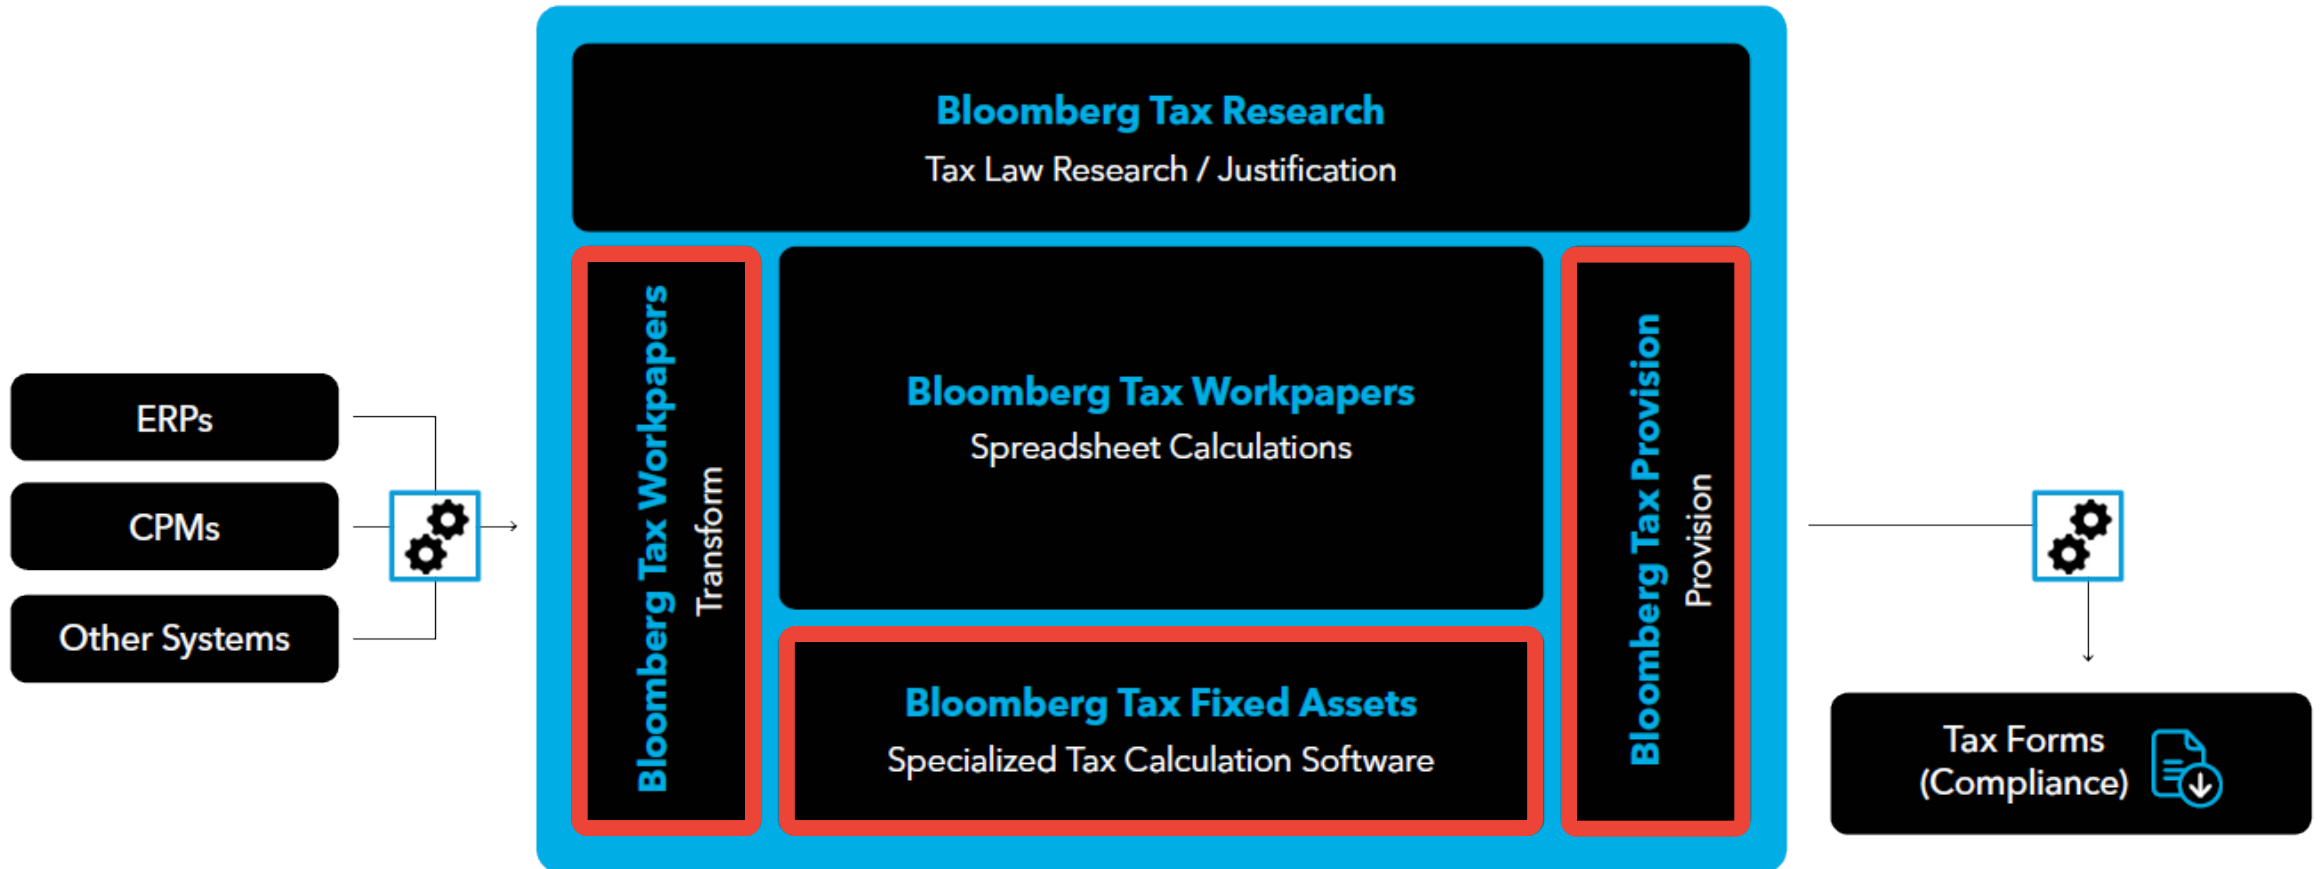 Bloomberg Tax Research
Tax Law Research / Justification
ERPs
CPMs
Other Systems
Bloomberg Tax Workpapers
Transform
Bloomberg Tax Workpapers
Spreadsheet Calculations
Bloomberg Tax Fixed Assets
Specialized Tax Calculation Software
Bloomberg Tax Provision
Provision
Tax Forms
(Compliance)